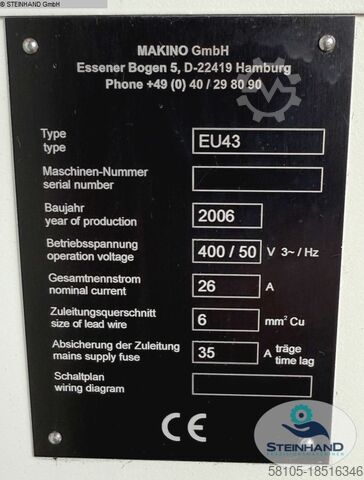 STEINHAND
MAKINO GmbH
Essener Bogen 5, D-22419 Hamburg
Phone +49 (0) 40 / 29 80 90
Type
type
EU43
Maschinen-Nummer
serial number
Baujahr
year of production
2006
Betriebsspannung
operation voltage
400 / 50 V 3~ / Hz
Gesamtnennstrom
nominal current
26 A
Zuleitungsquerschnitt
size of lead wire
6 mm² Cu
Absicherung der Zuleitung
mains supply fuse
35 A träge
time lag
Schaltplan
wiring diagram
CE
STEINHAND
58105-18516346